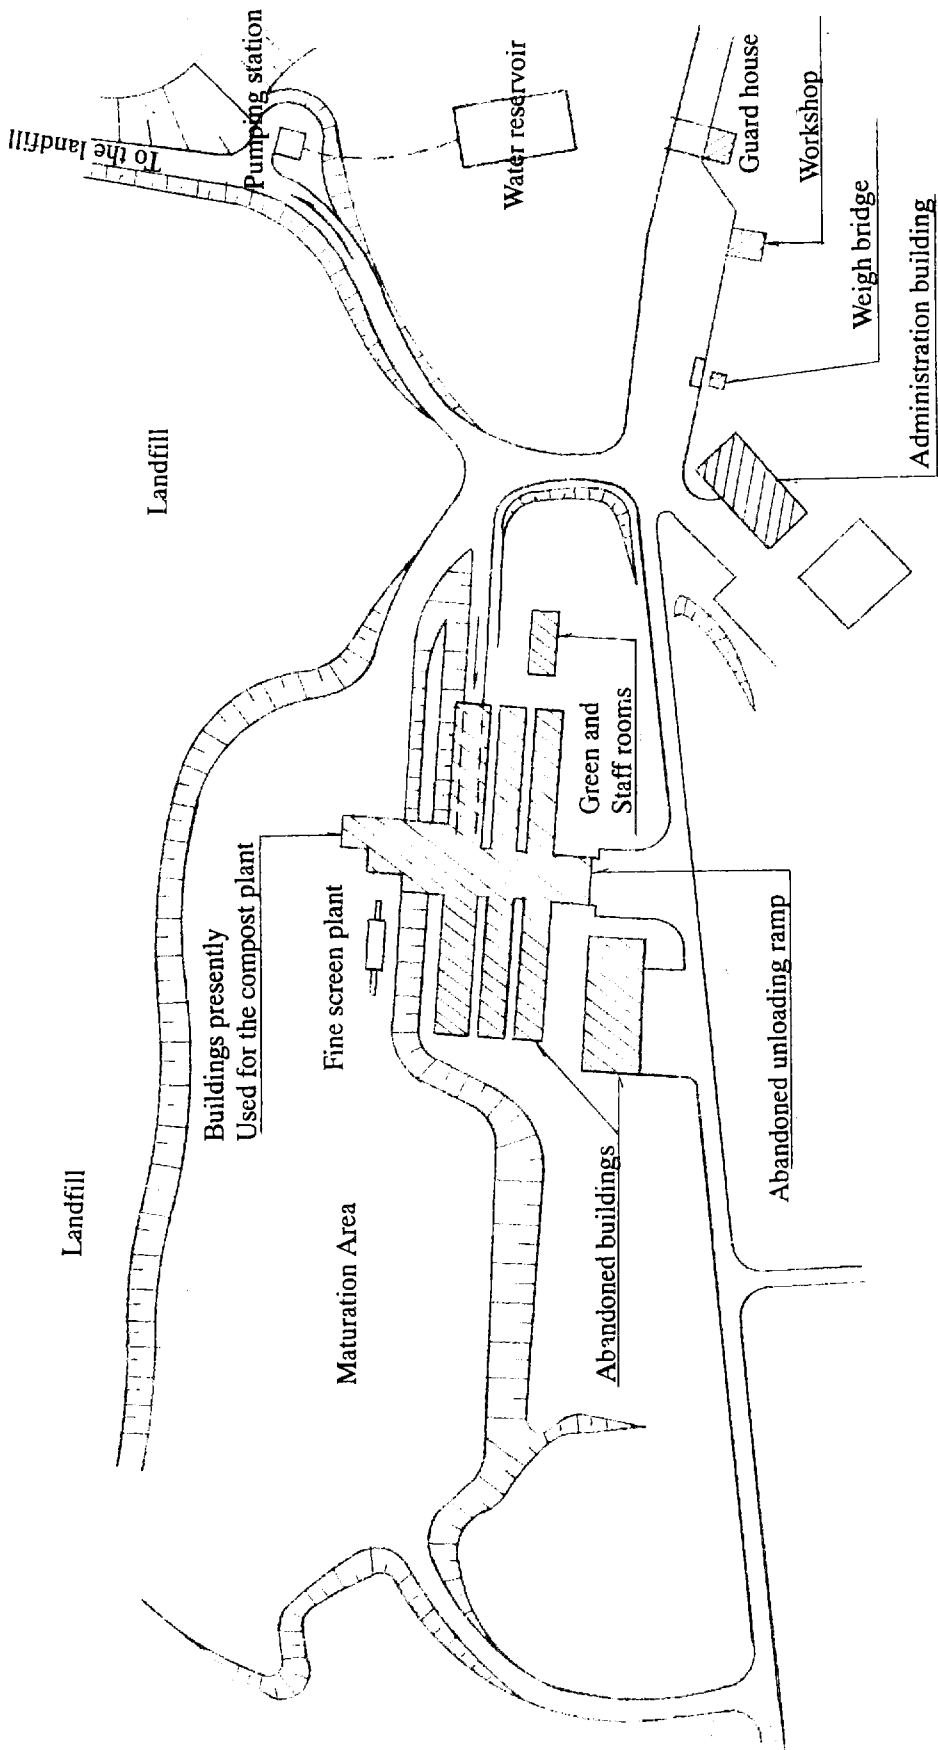 To the landfill
Pumping station
Water reservoir
Guard house
Workshop
Weigh bridge
Administration building
Landfill
Green and
Staff rooms
Buildings presently
Used for the compost plant
Fine screen plant
Abandoned unloading ramp
Landfill
Maturation Area
Abandoned buildings